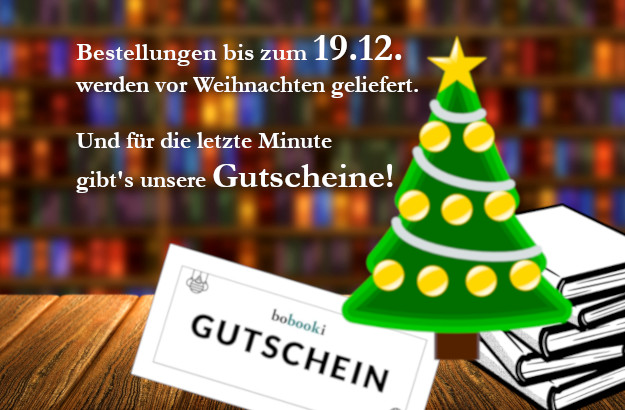 Bestellungen bis zum 19.12.
werden vor Weihnachten geliefert.
Und für die letzte Minute
gibt's unsere Gutscheine!
bobooki
GUTSCHEIN